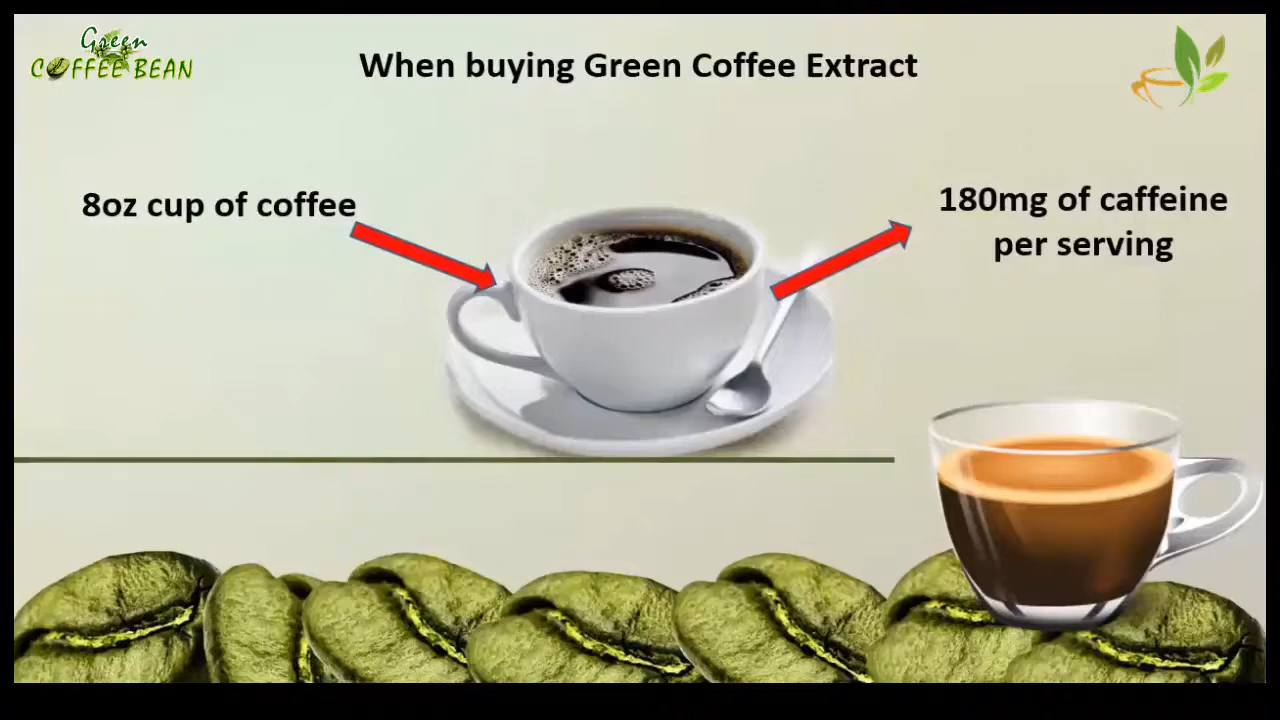 Green
COFFEE BEAN
When buying Green Coffee Extract
8oz cup of coffee
180mg of caffeine
per serving